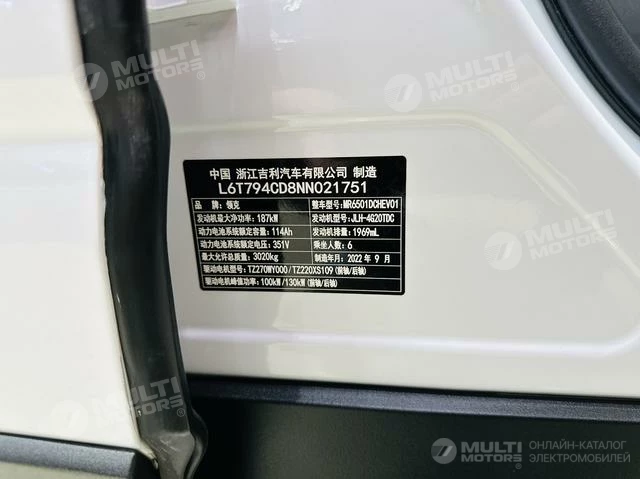 MULTI
MOTORS®
MULTI
MOTORS®
中国 浙江吉利汽车有限公司 制造
L6T794CD8NN021751
品 牌:领克 整车型号:MR6501DCHEV01
发动机最大净功率:187kW 发动机型号:JLH-4G20TDC
动力电池系统额定容量:114Ah 发动机排量:1969mL
动力电池系统额定电压:351V 乘坐人数:6
最大允许总质量:3020kg 制造年月:2022 年 9 月
驱动电机型号:TZ270WY000/TZ220XS109 (前轴/后轴)
驱动电机峰值功率:100kW/130kW (前轴/后轴)
MULTI
MOTORS®
MULTI
MOTORS®
MULTI
MOTORS®
ОНЛАЙН-КАТАЛОГ
ЭЛЕКТРОМОБИЛЕЙ